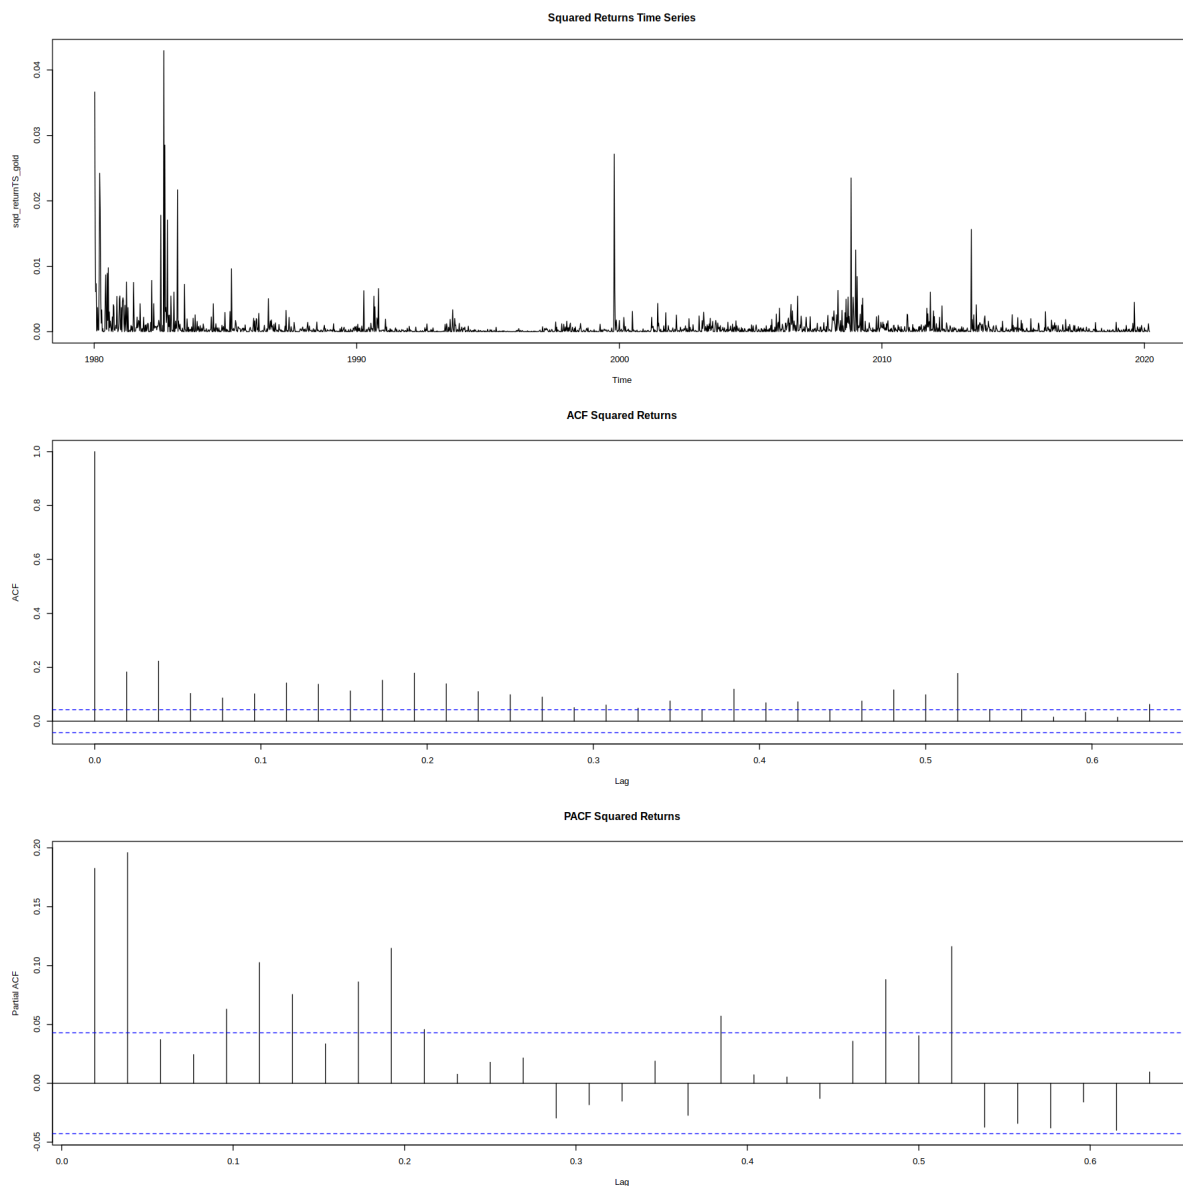 Squared Returns Time Series
sqd_returnTS_gold
0.00 0.01 0.02 0.03 0.04
1980 1990 2000 2010 2020
Time
ACF Squared Returns
ACF
0.0 0.2 0.4 0.6 0.8 1.0
0.0 0.1 0.2 0.3 0.4 0.5 0.6
Lag
PACF Squared Returns
Partial ACF
-0.05 0.00 0.05 0.10 0.15 0.20
0.0 0.1 0.2 0.3 0.4 0.5 0.6
Lag